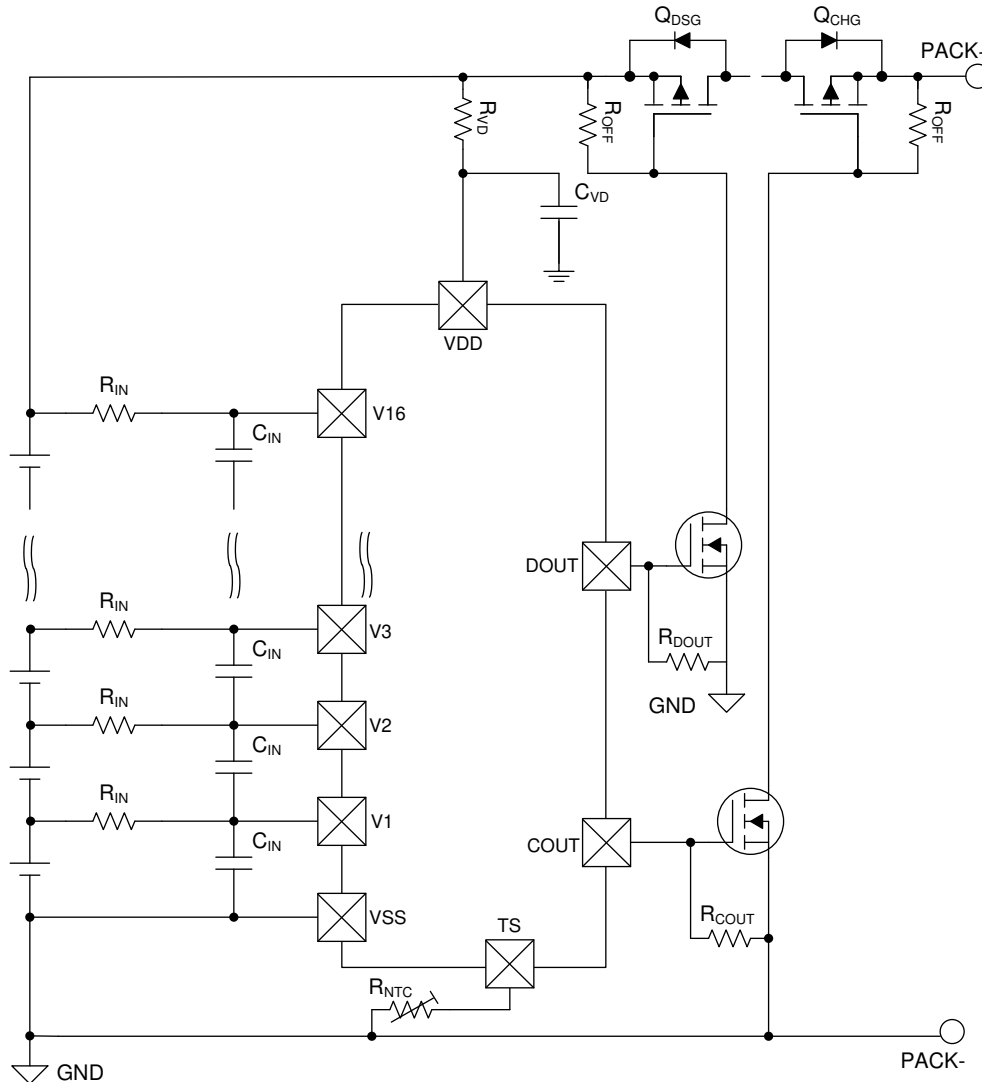 QDSG
QCHG
PACK-
RVD
ROFF
ROFF
CVD
VDD
RIN
V16
CIN
DOUT
RIN
V3
CIN
RDOUT
RIN
V2
GND
CIN
RIN
V1
COUT
CIN
VSS
TS
RCOUT
RNTC
GND
PACK-